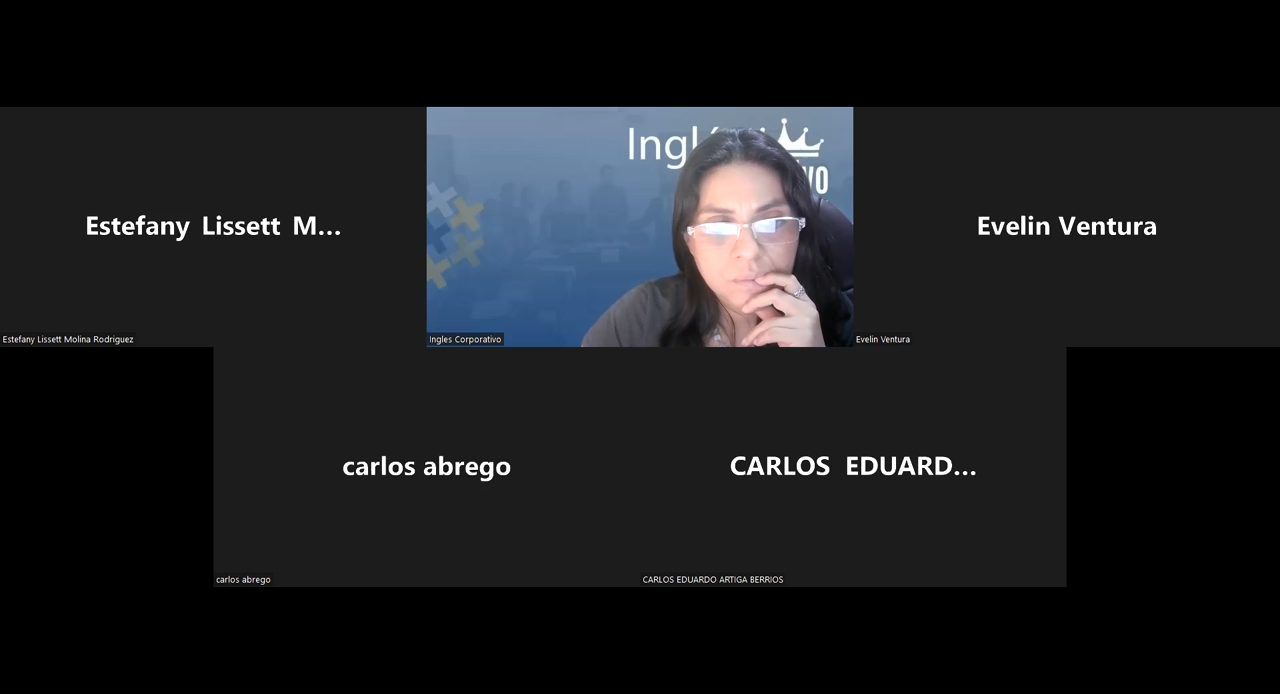 Estefany Lissett M...
Estefany Lissett Molina Rodriguez
Ingles Corporativo
Evelin Ventura
Evelin Ventura
carlos abrego
carlos abrego
CARLOS EDUARD...
CARLOS EDUARDO ARTIGA BERRIOS